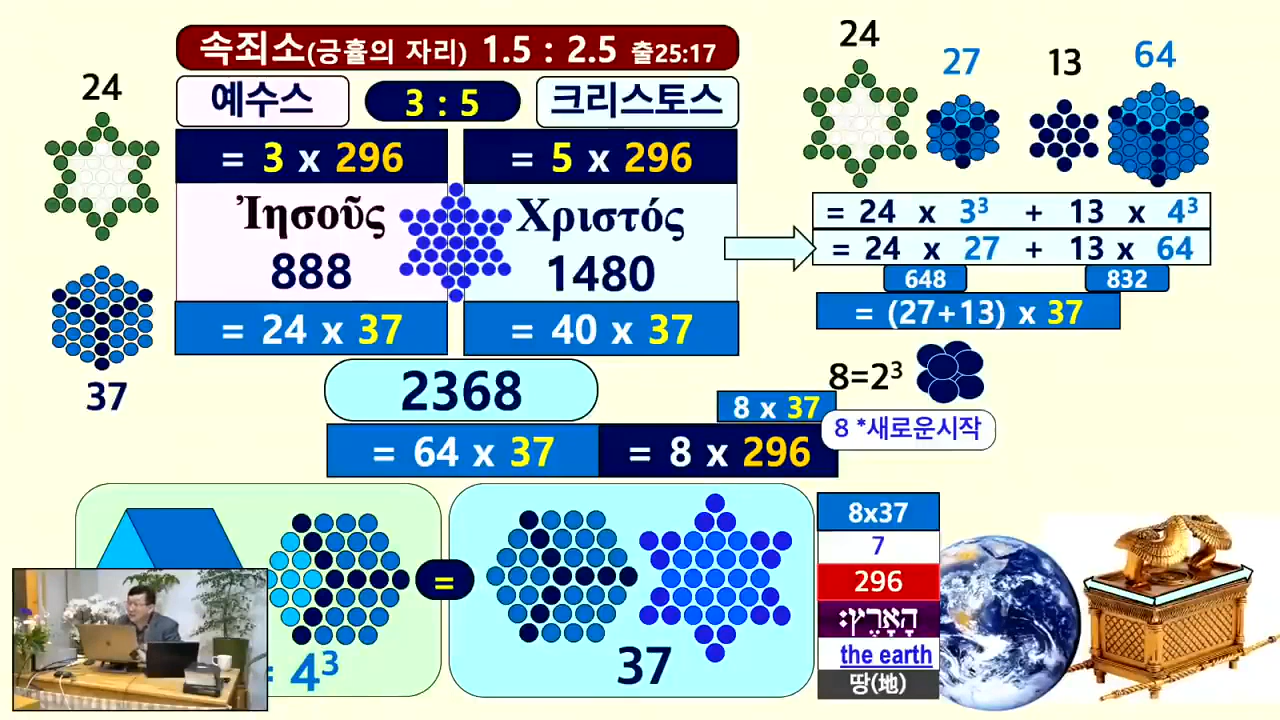 속죄소(긍휼의 자리) 1.5 : 2.5 출25:17
예수스
3 : 5
크리스토스
= 3 x 296
= 5 x 296
Ἰησοῦς
888
Χριστός
1480
= 24 x 37
= 40 x 37
24
37
2368
= 64 x 37
8 x 37
= 8 x 296
24
27
13
64
= 24 x 3³ + 13 x 4³
= 24 x 27 + 13 x 64
648
832
= (27+13) x 37
8=2³
8 *새로운시작
= 4³
=
37
8x37
7
296
הָאָרֶץ׃
the earth
땅(地)